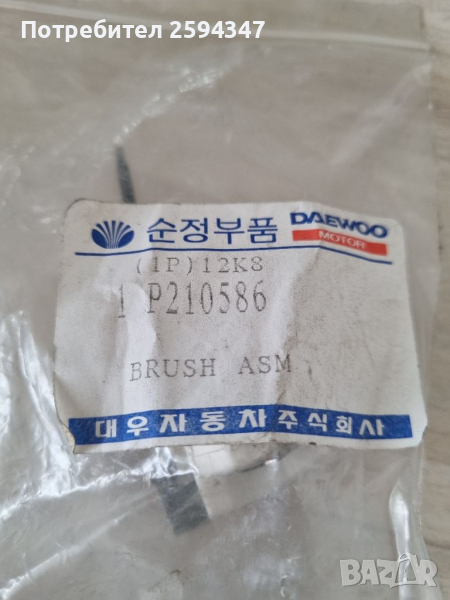 Потребител 2594347
순정부품 DAEWOO
MOTOR
(1P)12K8
1 P210586
BRUSH ASM
대우자동차주식회사
BAZAR